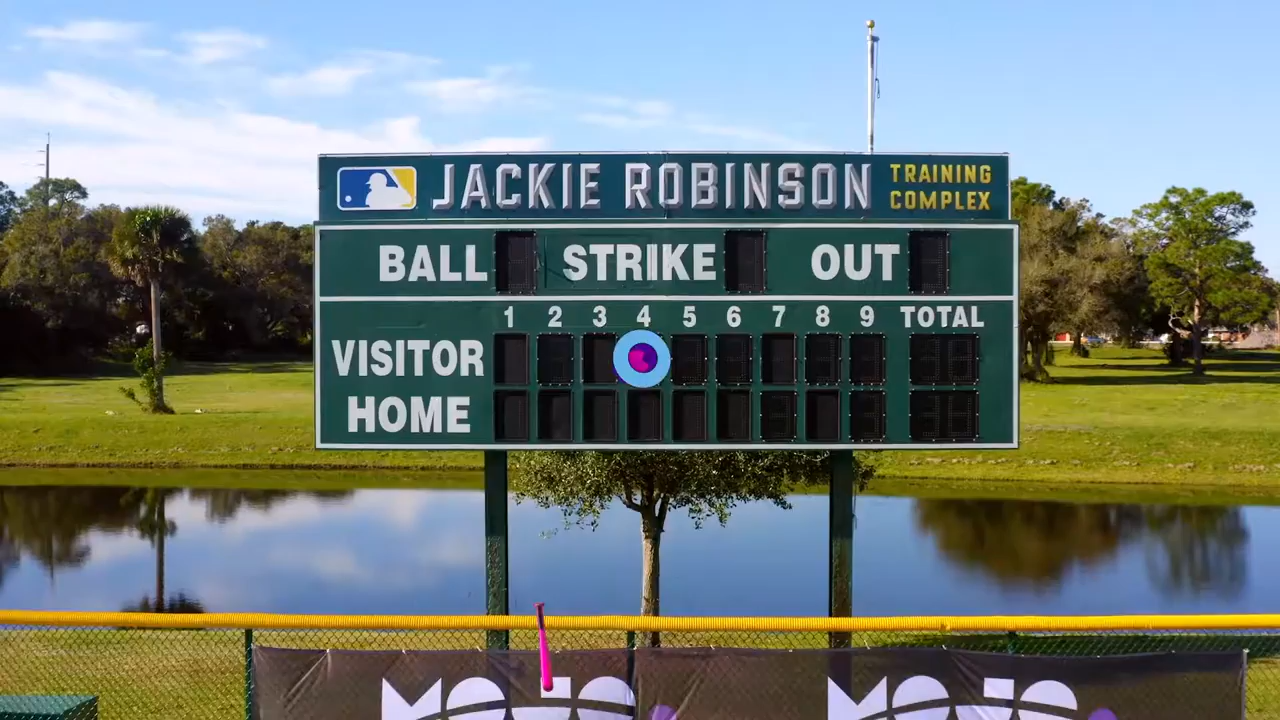 JACKIE ROBINSON TRAINING COMPLEX
BALL STRIKE OUT
1 2 3 4 5 6 7 8 9 TOTAL
VISITOR
HOME